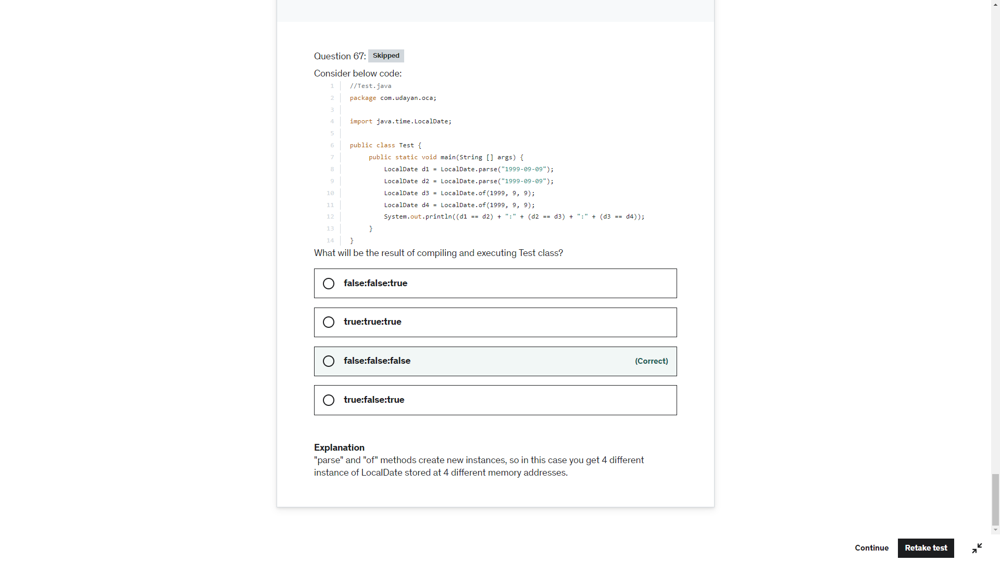 Question 67: Skipped
Consider below code:
1 //Test.java
2 package com.udayan.oca;
3
4 import java.time.LocalDate;
5
6 public class Test {
7 public static void main(String [] args) {
8 LocalDate d1 = LocalDate.parse("1999-09-09");
9 LocalDate d2 = LocalDate.parse("1999-09-09");
10 LocalDate d3 = LocalDate.of(1999, 9, 9);
11 LocalDate d4 = LocalDate.of(1999, 9, 9);
12 System.out.println((d1 == d2) + ":" + (d2 == d3) + ":" + (d3 == d4));
13 }
14 }
What will be the result of compiling and executing Test class?
false:false:true
true:true:true
false:false:false (Correct)
true:false:true
Explanation
"parse" and "of" methods create new instances, so in this case you get 4 different
instance of LocalDate stored at 4 different memory addresses.
Continue Retake test